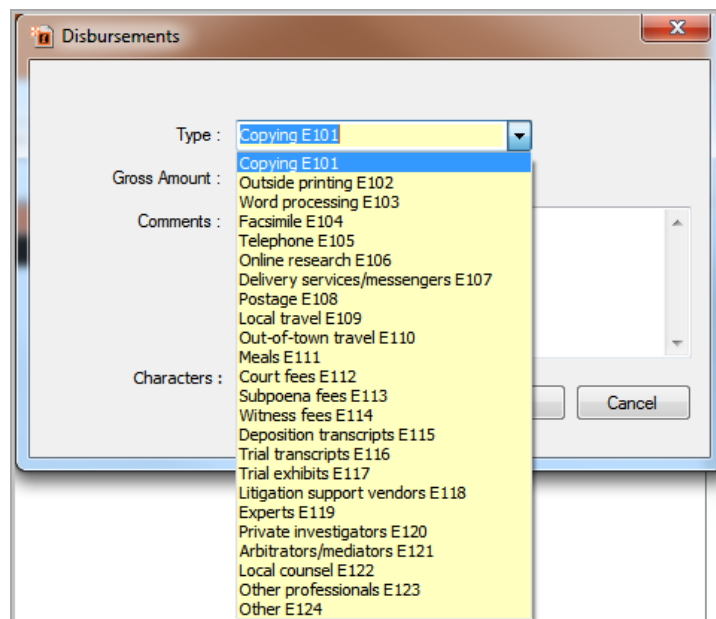 Disbursements
Type :
Copying E101
Copying E101
Gross Amount :
Outside printing E102
Word processing E103
Comments :
Facsimile E104
Telephone E105
Online research E106
Delivery services/messengers E107
Postage E108
Local travel E109
Out-of-town travel E110
Meals E111
Characters :
Court fees E112
Subpoena fees E113
Witness fees E114
Cancel
Deposition transcripts E115
Trial transcripts E116
Trial exhibits E117
Litigation support vendors E118
Experts E119
Private investigators E120
Arbitrators/mediators E121
Local counsel E122
Other professionals E123
Other E124